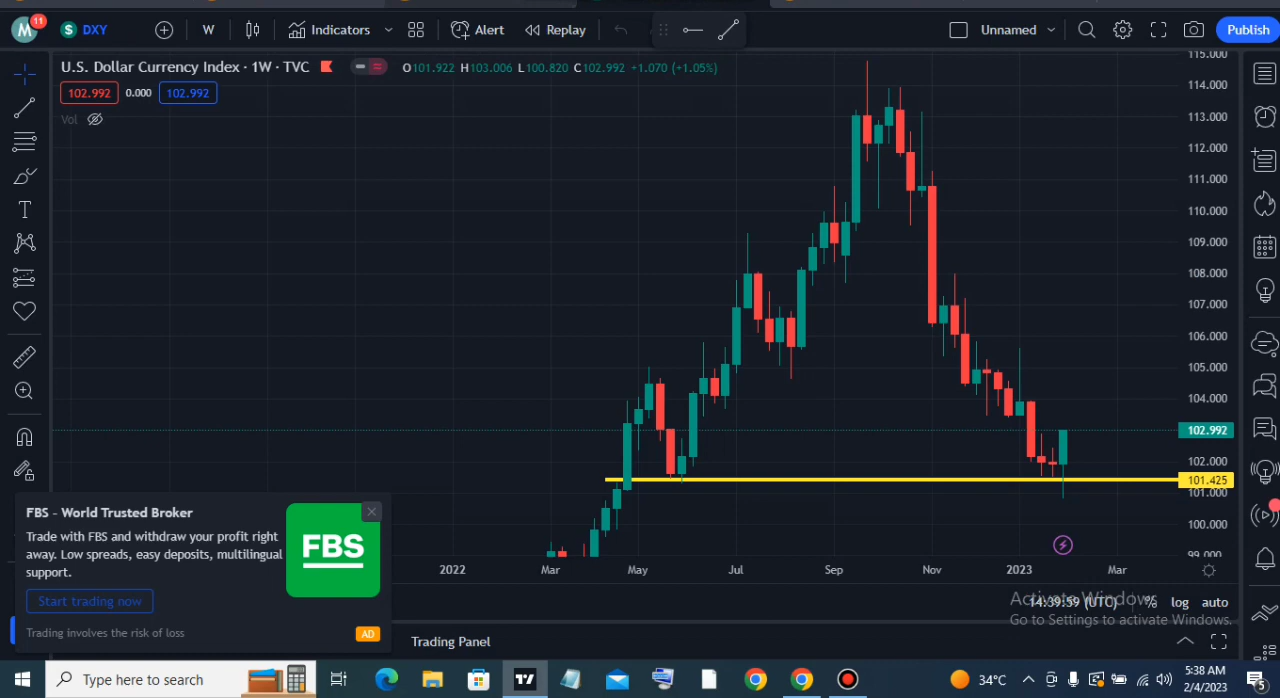 M 11
S DXY
W
Indicators
Alert
Replay
Unnamed
Publish
U.S. Dollar Currency Index · 1W · TVC
O101.922 H103.006 L100.820 C102.992 +1.070 (+1.05%)
102.992 0.000 102.992
Vol
115.000
114.000
113.000
112.000
111.000
110.000
109.000
108.000
107.000
106.000
105.000
104.000
102.992
102.000
101.425
101.000
100.000
99.000
2022 Mar May Jul Sep Nov 2023 Mar
FBS - World Trusted Broker
Trade with FBS and withdraw your profit right
away. Low spreads, easy deposits, multilingual
support.
FBS
Start trading now
Trading involves the risk of loss
AD
Activate Windows
Go to Settings to activate Windows.
14:39:59 (UTC) % log auto
Trading Panel
Type here to search
34°C
5:38 AM
2/4/2023
5